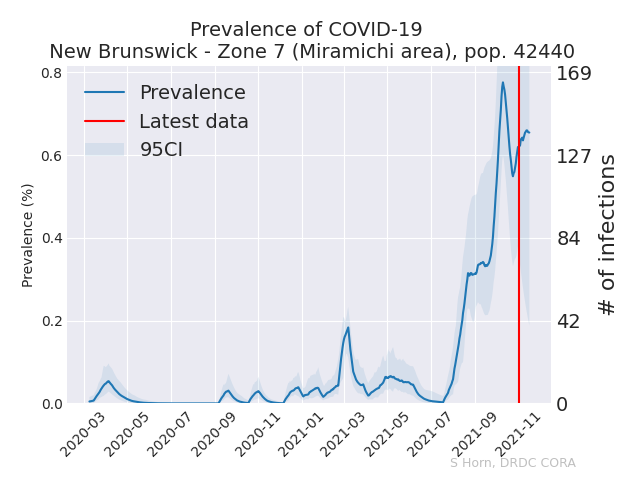 Prevalence of COVID-19
New Brunswick - Zone 7 (Miramichi area), pop. 42440
Prevalence
Latest data
95CI
0.8
0.6
0.4
0.2
0.0
Prevalence (%)
169
127
84
42
0
# of infections
2020-03
2020-05
2020-07
2020-09
2020-11
2021-01
2021-03
2021-05
2021-07
2021-09
2021-11
S Horn, DRDC CORA